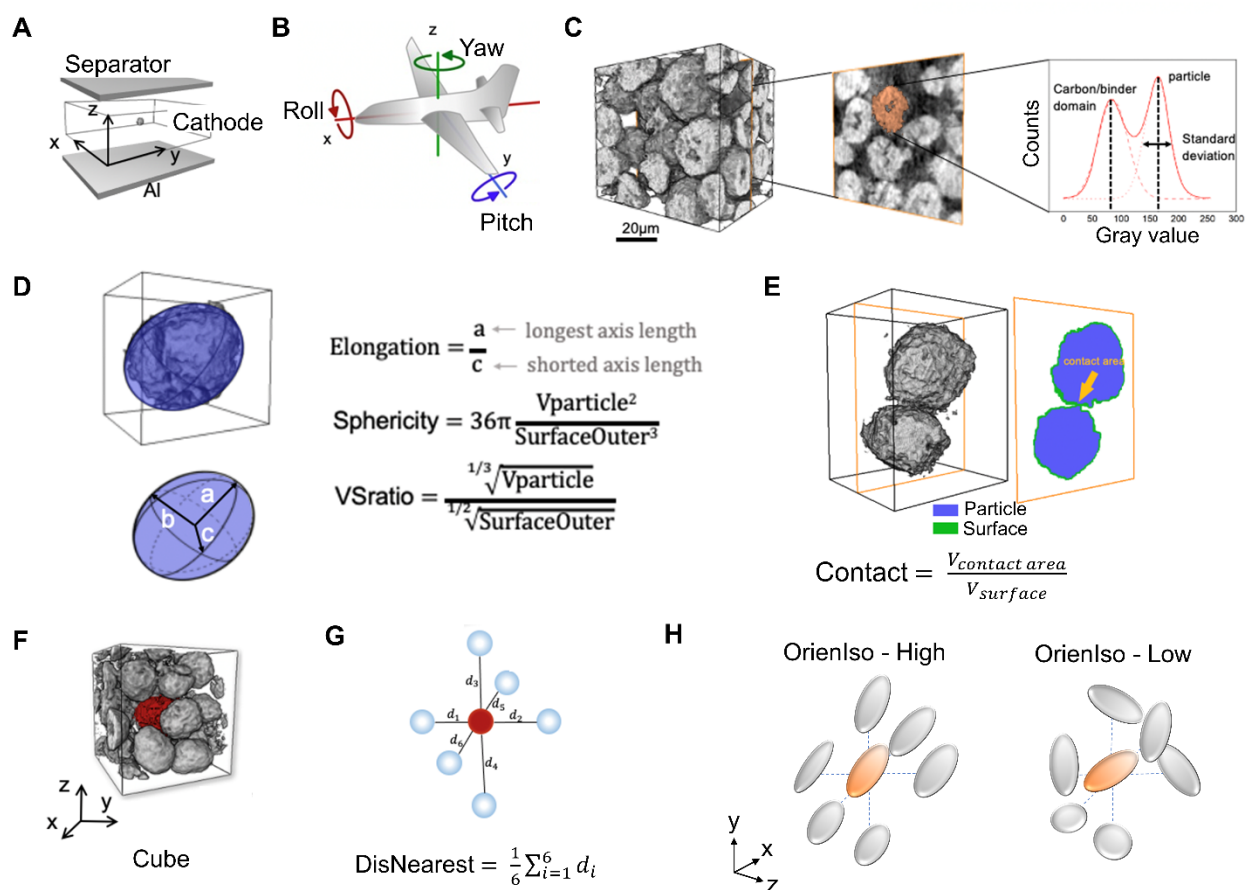 A
Separator
z
Cathode
x
y
Al
B
z
Yaw
Roll
x
y
Pitch
C
20μm
Carbon/binder
domain
particle
Standard
deviation
Counts
0 50 100 150 200 250 300
Gray value
D
a
b
c
Elongation = a/c
a ← longest axis length
c ← shorted axis length
Sphericity = 36π Vparticle²/SurfaceOuter³
VSratio = ¹/³√Vparticle / ¹/²√SurfaceOuter
E
contact area
Particle
Surface
Contact = V_contact area / V_surface
F
z
y
x
Cube
G
d₃
d₅
d₁
d₂
d₆
d₄
DisNearest = 1/6 ∑⁶ᵢ₌₁ dᵢ
H
OrienIso - High
OrienIso - Low
y
x
z